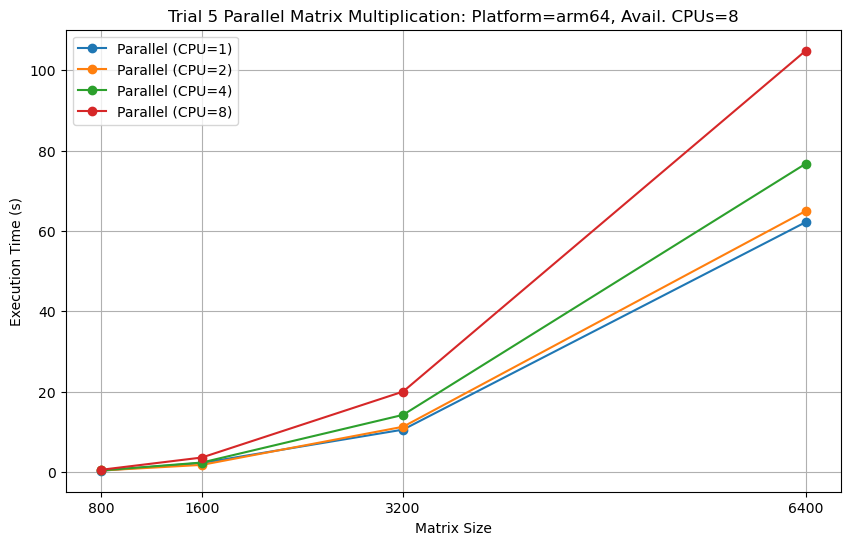 Trial 5 Parallel Matrix Multiplication: Platform=arm64, Avail. CPUs=8
Parallel (CPU=1)
Parallel (CPU=2)
Parallel (CPU=4)
Parallel (CPU=8)
Execution Time (s)
100
80
60
40
20
0
800 1600 3200 6400
Matrix Size